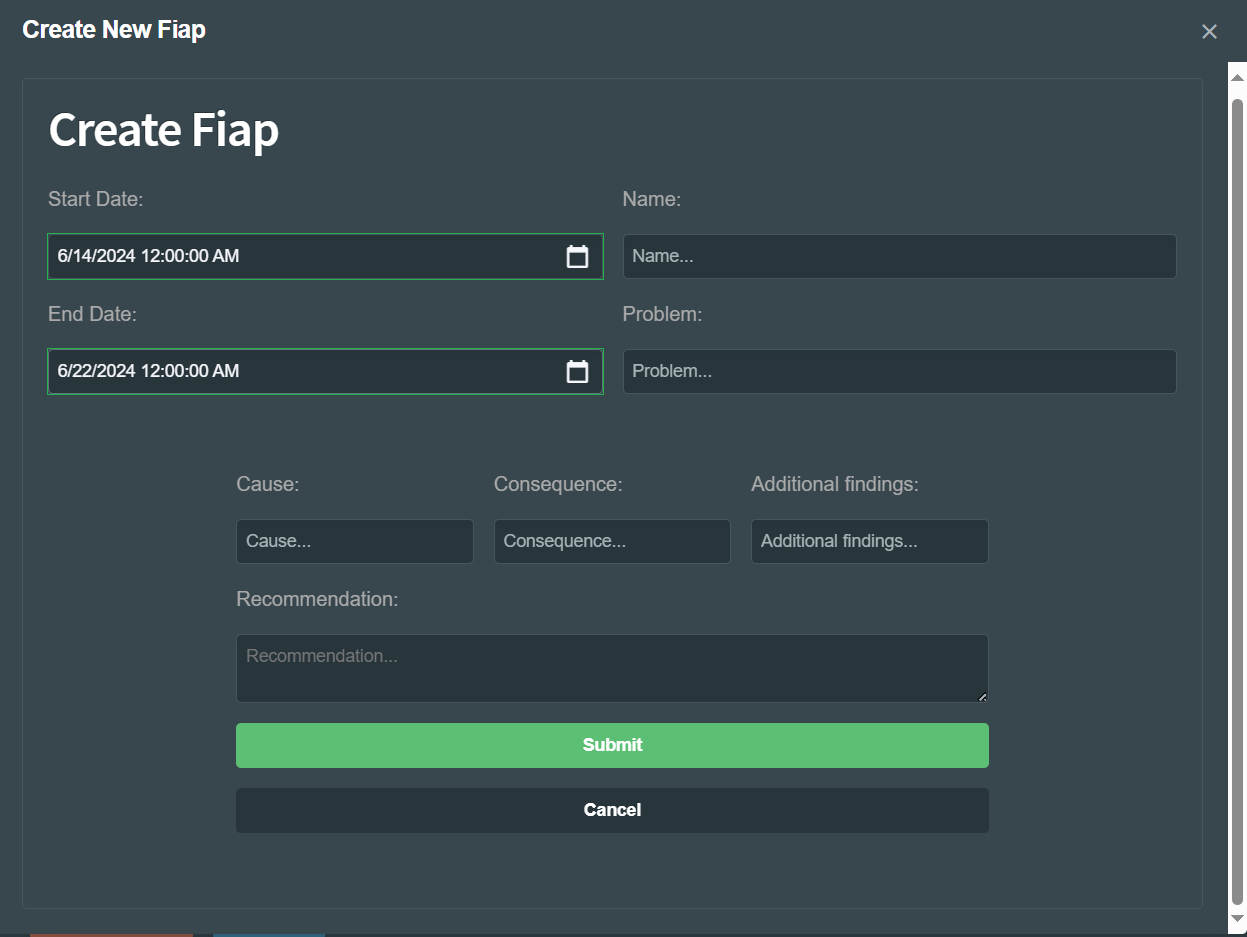 Create New Fiap
Create Fiap
Start Date:
Name:
6/14/2024 12:00:00 AM
Name...
End Date:
Problem:
6/22/2024 12:00:00 AM
Problem...
Cause:
Consequence:
Additional findings:
Cause...
Consequence...
Additional findings...
Recommendation:
Recommendation...
Submit
Cancel